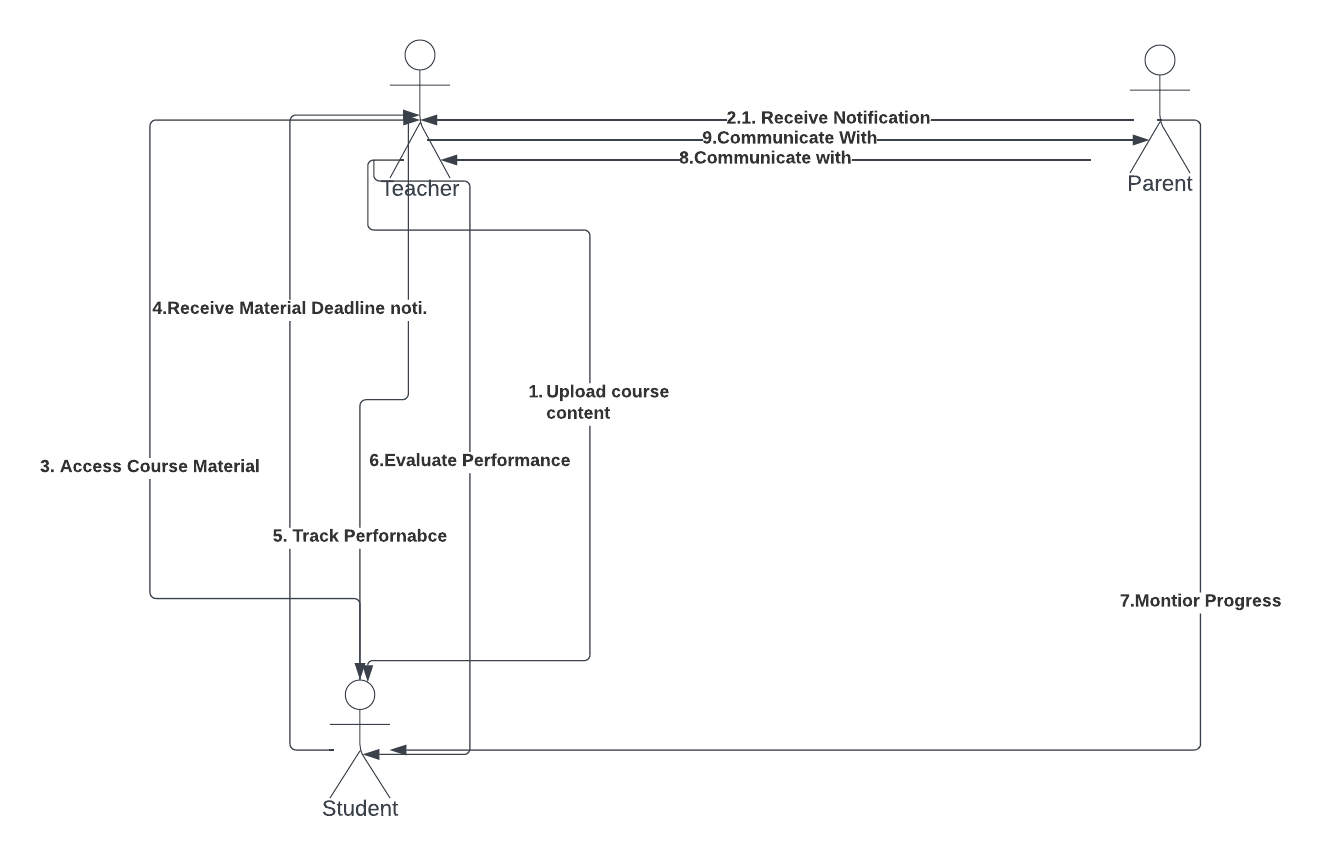 2.1. Receive Notification
9.Communicate With
8.Communicate with
Teacher
Parent
4.Receive Material Deadline noti.
1. Upload course
content
3. Access Course Material
6.Evaluate Performance
5. Track Perfornabce
7.Montior Progress
Student